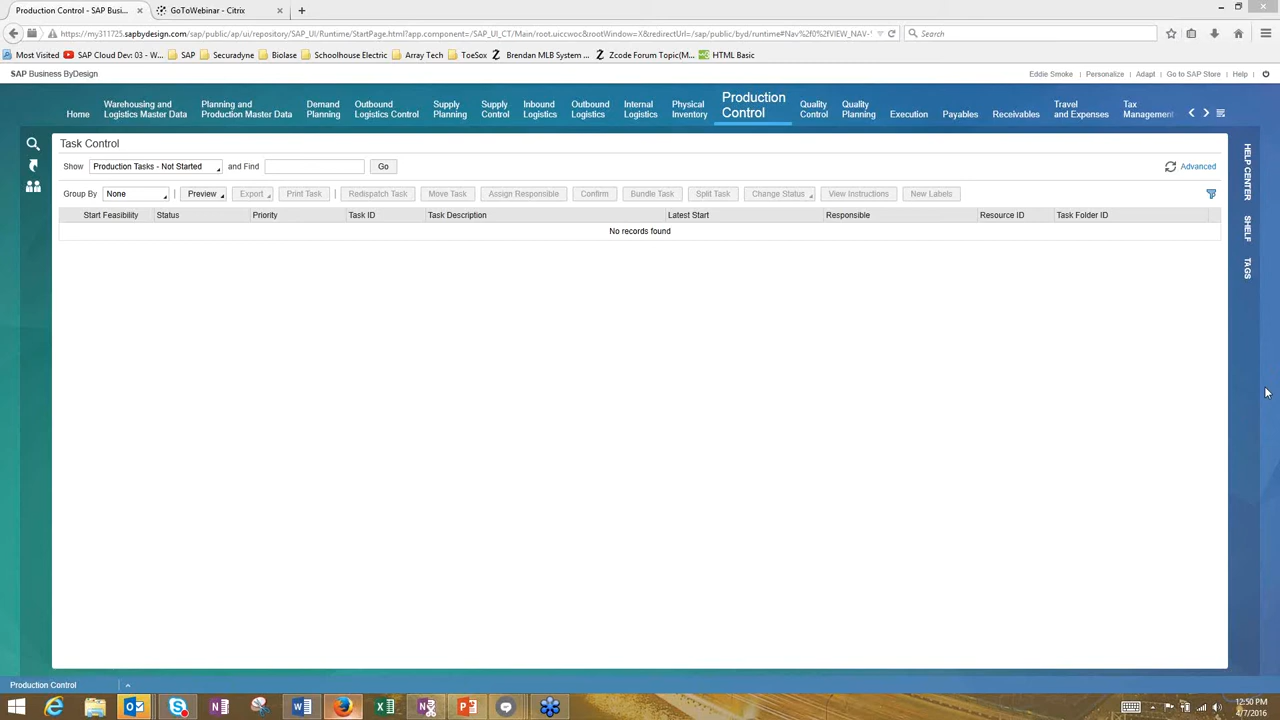 Production Control - SAP Busi...
GoToWebinar - Citrix
https://my311725.sapbydesign.com/sap/public/ap/ui/repository/SAP_UI/Runtime/StartPage.html?app.component=/SAP_UI_CT/Main/root.uiccwoc&rootWindow=X&redirectUrl=/sap/public/byd/runtime#Nav%2f0%2fVIEW_NAV-
Search
Most Visited
SAP Cloud Dev: 03 - W...
SAP
Securadyne
Biolase
Schoolhouse Electric
Array Tech
ToeSox
Brendan MLB System ...
Zcode Forum Topic(M...
HTML Basic
SAP Business ByDesign
Eddie Smoke
Personalize
Adapt
Go to SAP Store
Help
Home
Warehousing and
Logistics Master Data
Planning and
Production Master Data
Demand
Planning
Outbound
Logistics Control
Supply
Planning
Supply
Control
Inbound
Logistics
Outbound
Logistics
Internal
Logistics
Physical
Inventory
Production
Control
Quality
Control
Quality
Planning
Execution
Payables
Receivables
Travel
and Expenses
Tax
Management
Task Control
Show
Production Tasks - Not Started
and Find
Go
Advanced
Group By
None
Preview
Export
Print Task
Redispatch Task
Move Task
Assign Responsible
Confirm
Bundle Task
Split Task
Change Status
View Instructions
New Labels
Start Feasibility
Status
Priority
Task ID
Task Description
Latest Start
Responsible
Resource ID
Task Folder ID
No records found
HELP CENTER
SHELF
TAGS
Production Control
12:50 PM
4/7/2016